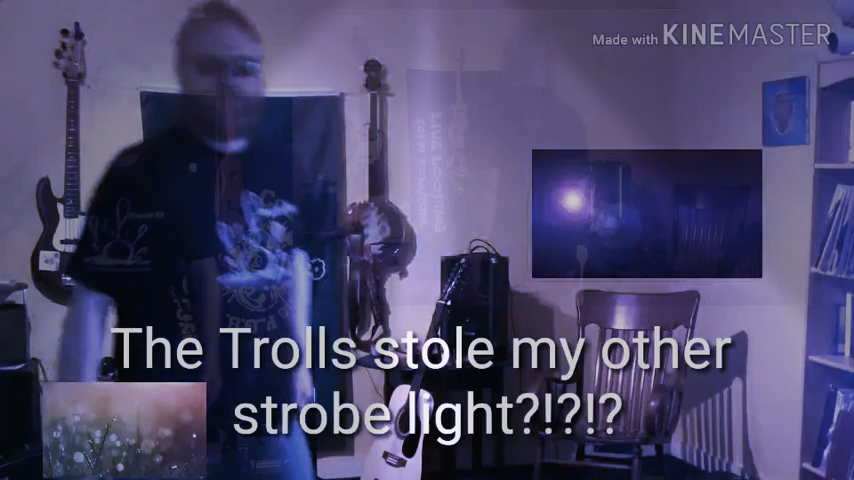 Made with KINEMASTER
The Trolls stole my other
strobe light?!?!?